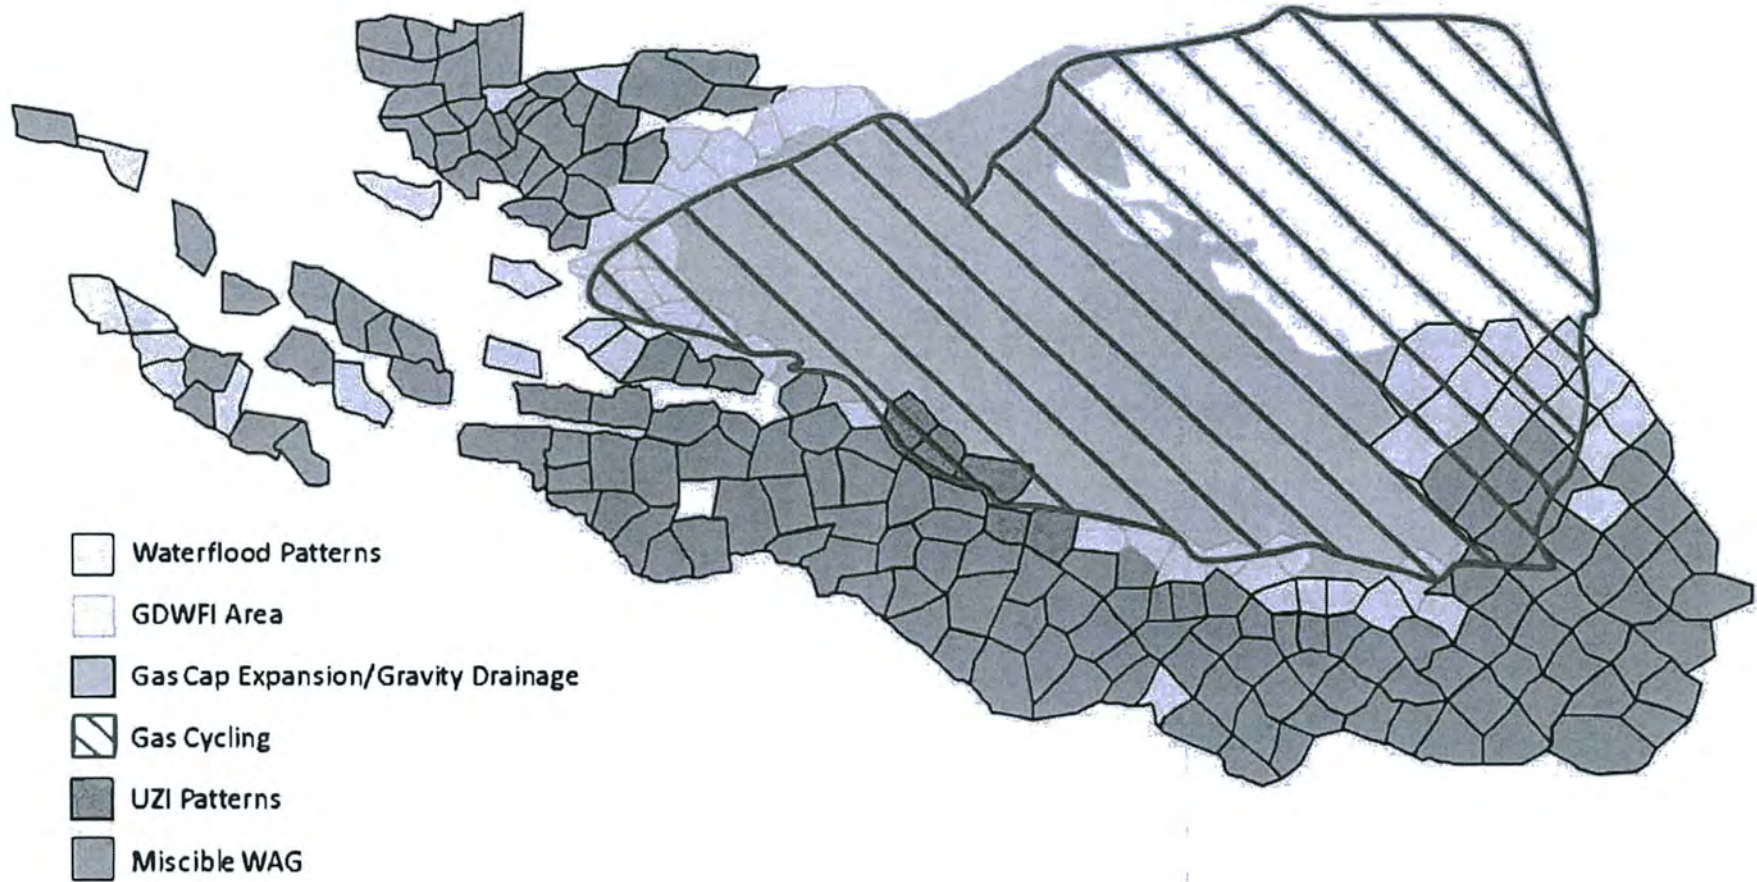 Waterflood Patterns
GDWFI Area
Gas Cap Expansion/Gravity Drainage
Gas Cycling
UZI Patterns
Miscible WAG